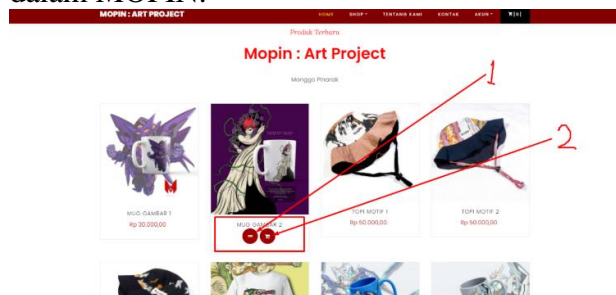 dalam MOPIN.
MOPIN : ART PROJECT
HOME SHOP TENTANG KAMI KONTAK AKUN [0]
Produk Terbaru
Mopin : Art Project
Monggo Pinarak
1
2
MUG GAMBAR 1
Rp 30.000,00
MUG GAMBAR 2
TOPI MOTIF 1
Rp 50.000,00
TOPI MOTIF 2
Rp 50.000,00